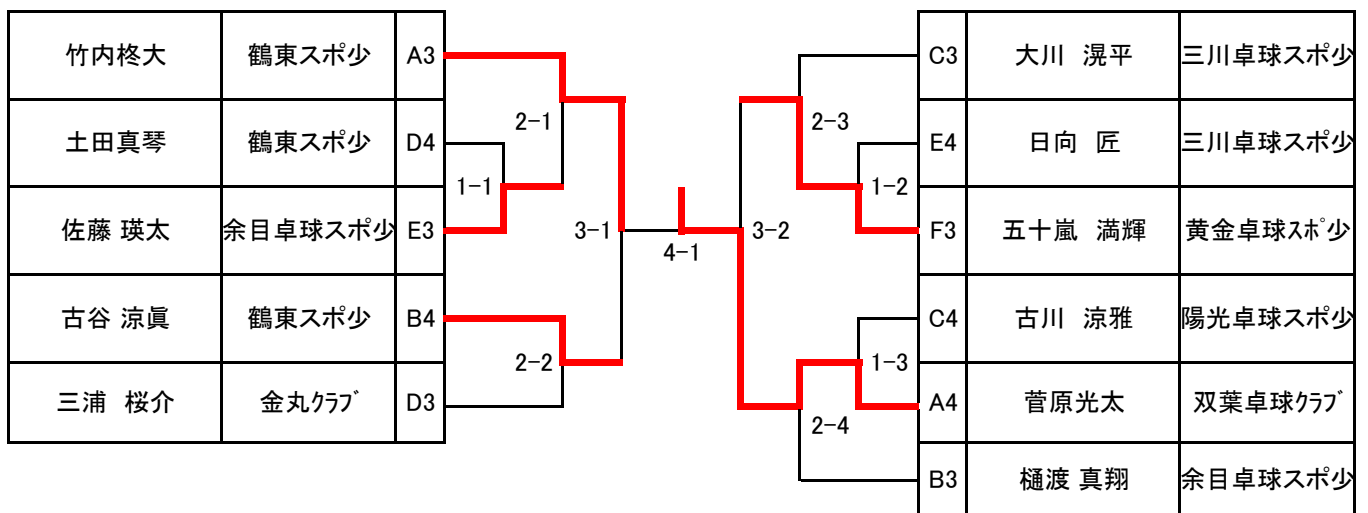 竹内柊大 鶴東スポ少 A3
土田真琴 鶴東スポ少 D4
佐藤 瑛太 余目卓球スポ少 E3
古谷 涼眞 鶴東スポ少 B4
三浦 桜介 金丸クラブ D3
2-1
1-1
3-1
2-2
4-1
3-2
2-3
1-2
1-3
2-4
C3 大川 滉平 三川卓球スポ少
E4 日向 匠 三川卓球スポ少
F3 五十嵐 満輝 黄金卓球スポ少
C4 古川 涼雅 陽光卓球スポ少
A4 菅原光太 双葉卓球クラブ
B3 樋渡 真翔 余目卓球スポ少